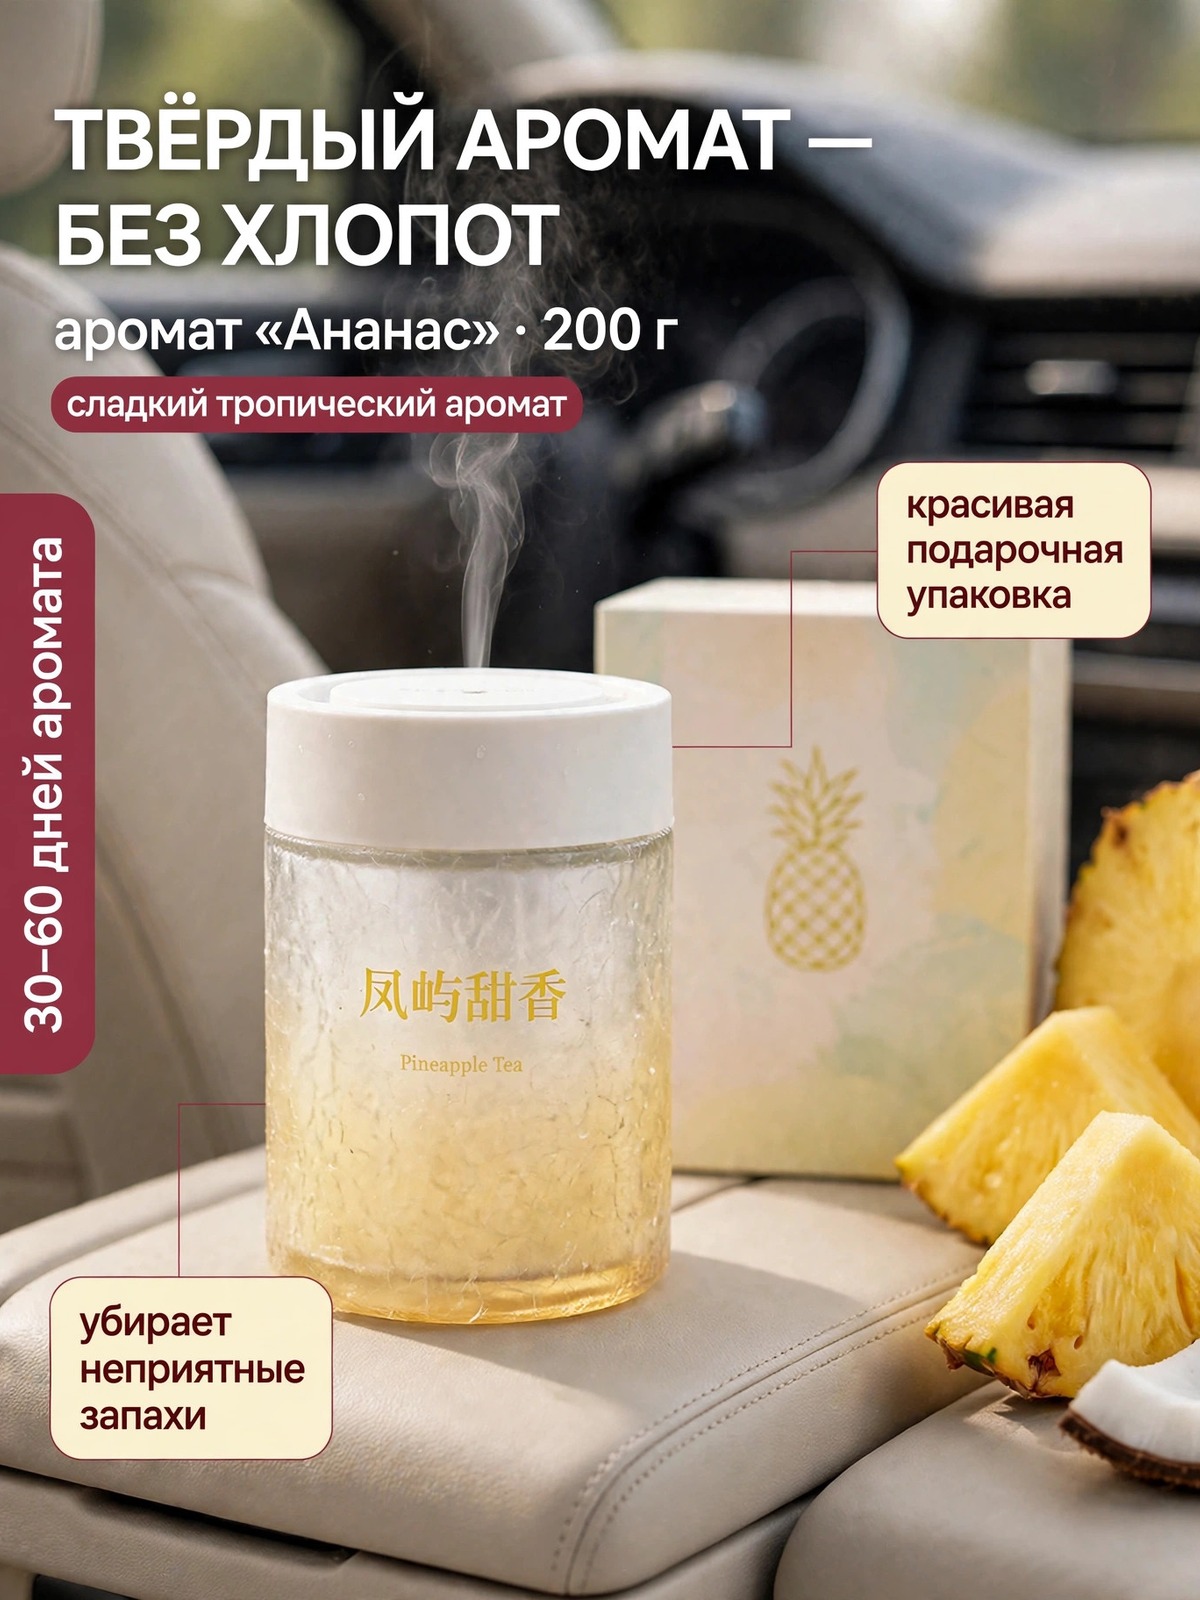 ТВЁРДЫЙ АРОМАТ —
БЕЗ ХЛОПОТ
аромат «Ананас» · 200 г
сладкий тропический аромат
30–60 дней аромата
красивая
подарочная
упаковка
凤屿甜香
Pineapple Tea
убирает
неприятные
запахи